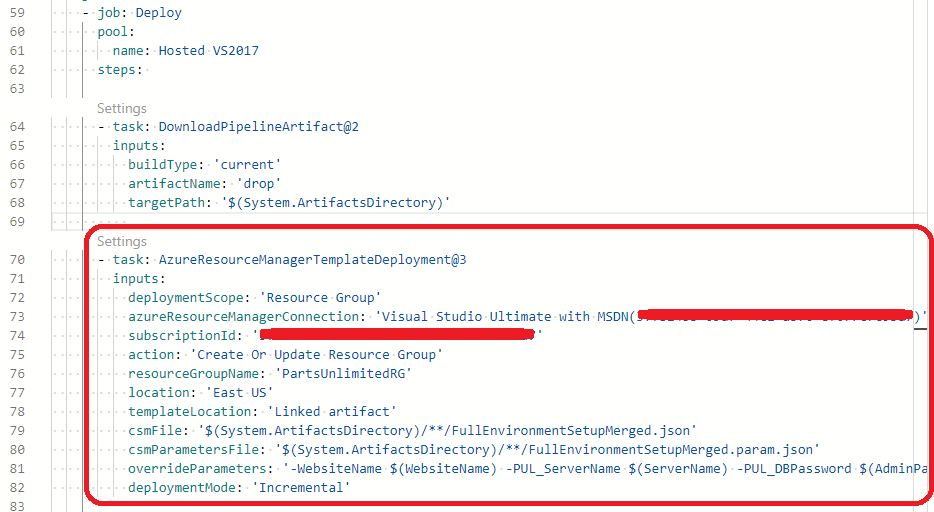 59 - job: Deploy
60 pool:
61 name: Hosted VS2017
62 steps:
63
Settings
64 - task: DownloadPipelineArtifact@2
65 inputs:
66 buildType: 'current'
67 artifactName: 'drop'
68 targetPath: '$(System.ArtifactsDirectory)'
69
Settings
70 - task: AzureResourceManagerTemplateDeployment@3
71 inputs:
72 deploymentScope: 'Resource Group'
73 azureResourceManagerConnection: 'Visual Studio Ultimate with MSDN( )'
74 subscriptionId: ' '
75 action: 'Create Or Update Resource Group'
76 resourceGroupName: 'PartsUnlimitedRG'
77 location: 'East US'
78 templateLocation: 'Linked artifact'
79 csmFile: '$(System.ArtifactsDirectory)/**/FullEnvironmentSetupMerged.json'
80 csmParametersFile: '$(System.ArtifactsDirectory)/**/FullEnvironmentSetupMerged.param.json'
81 overrideParameters: '-WebsiteName $(WebsiteName) -PUL_ServerName $(ServerName) -PUL_DBPassword $(AdminPa
82 deploymentMode: 'Incremental'
83